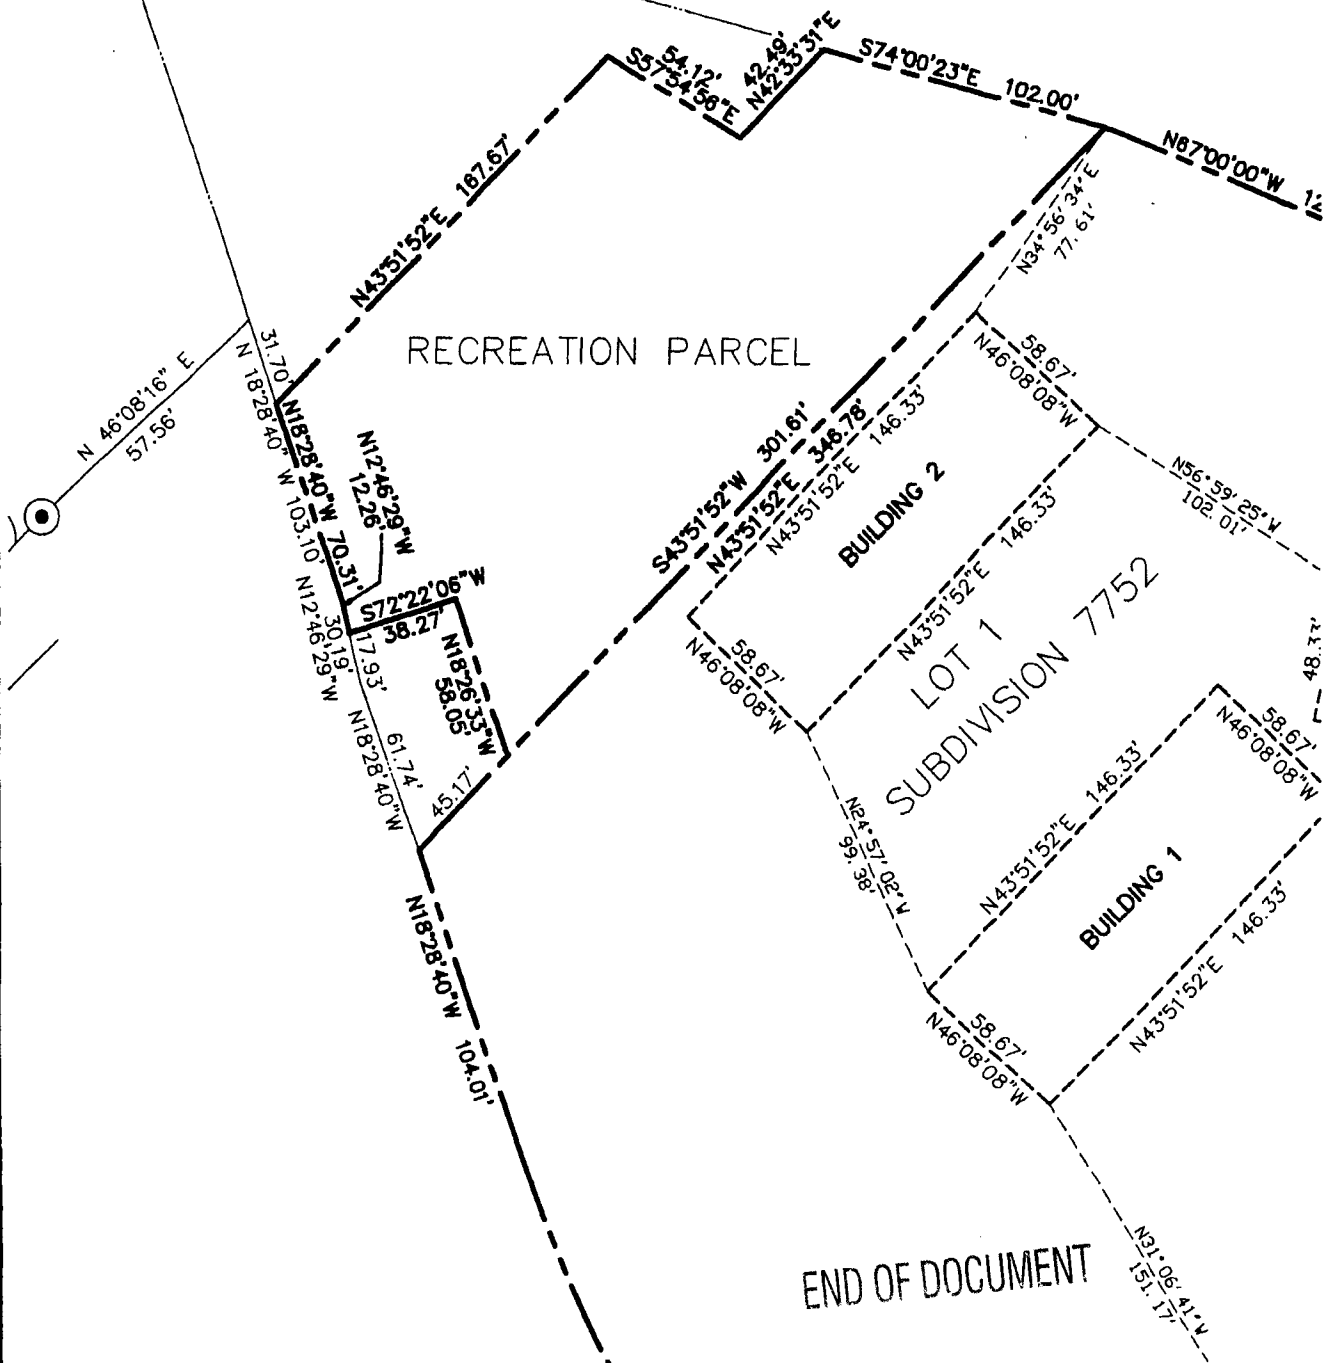 54.12'
S57°54'56"E
42.49'
N42°33'31"E
S74°00'23"E 102.00'
N67°00'00"W 12
N43°51'52"E 167.67'
N34°56'34"E
77.61'
RECREATION PARCEL
31.70'
N 18°28'40" W 103.10'
N 46°08'16" E
57.56'
N18°28'40"W 70.31'
N12°46'29"W
12.26'
S72°22'06"W
38.27'
N12°46'29"W
30.19'
17.93'
N18°26'33"W
58.05'
61.74'
N18°28'40"W
45.17'
S43°51'52"W 301.61'
N43°51'52"E 346.78'
N43°51'52"E 146.33'
58.67'
N46°08'08"W
BUILDING 2
N43°51'52"E 146.33'
58.67'
N46°08'08"W
N56°59'25"W
102.01'
LOT 1
SUBDIVISION 7752
48.33'
58.67'
N46°08'08"W
N24°57'02"W
99.38'
N43°51'52"E 146.33'
BUILDING 1
N43°51'52"E 146.33'
58.67'
N46°08'08"W
N18°28'40"W 104.01'
N31°06'41"W
151.17'
END OF DOCUMENT